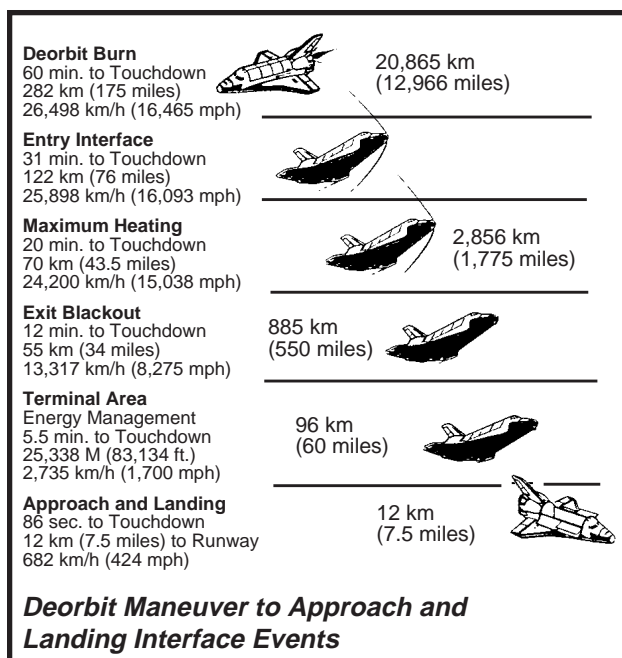 Deorbit Burn
60 min. to Touchdown
282 km (175 miles)
26,498 km/h (16,465 mph)
20,865 km
(12,966 miles)
Entry Interface
31 min. to Touchdown
122 km (76 miles)
25,898 km/h (16,093 mph)
Maximum Heating
20 min. to Touchdown
70 km (43.5 miles)
24,200 km/h (15,038 mph)
2,856 km
(1,775 miles)
Exit Blackout
12 min. to Touchdown
55 km (34 miles)
13,317 km/h (8,275 mph)
885 km
(550 miles)
Terminal Area
Energy Management
5.5 min. to Touchdown
25,338 M (83,134 ft.)
2,735 km/h (1,700 mph)
96 km
(60 miles)
Approach and Landing
86 sec. to Touchdown
12 km (7.5 miles) to Runway
682 km/h (424 mph)
12 km
(7.5 miles)
Deorbit Maneuver to Approach and
Landing Interface Events